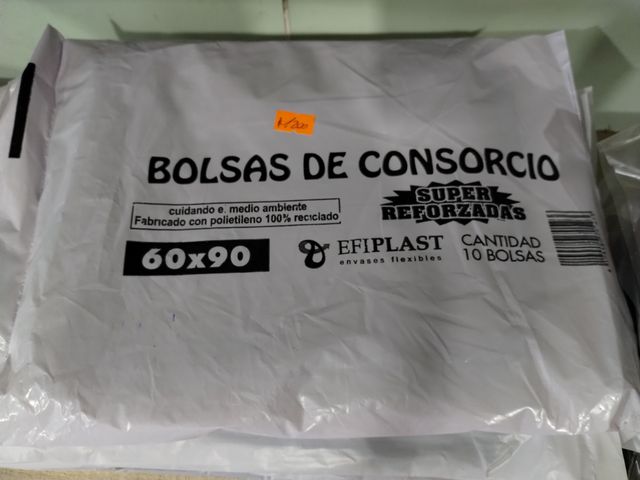 BOLSAS DE CONSORCIO
SUPER
REFORZADAS
cuidando e. medio ambiente
Fabricado con polietileno 100% reciclado
60x90
EFIPLAST
envases flexibles
CANTIDAD
10 BOLSAS